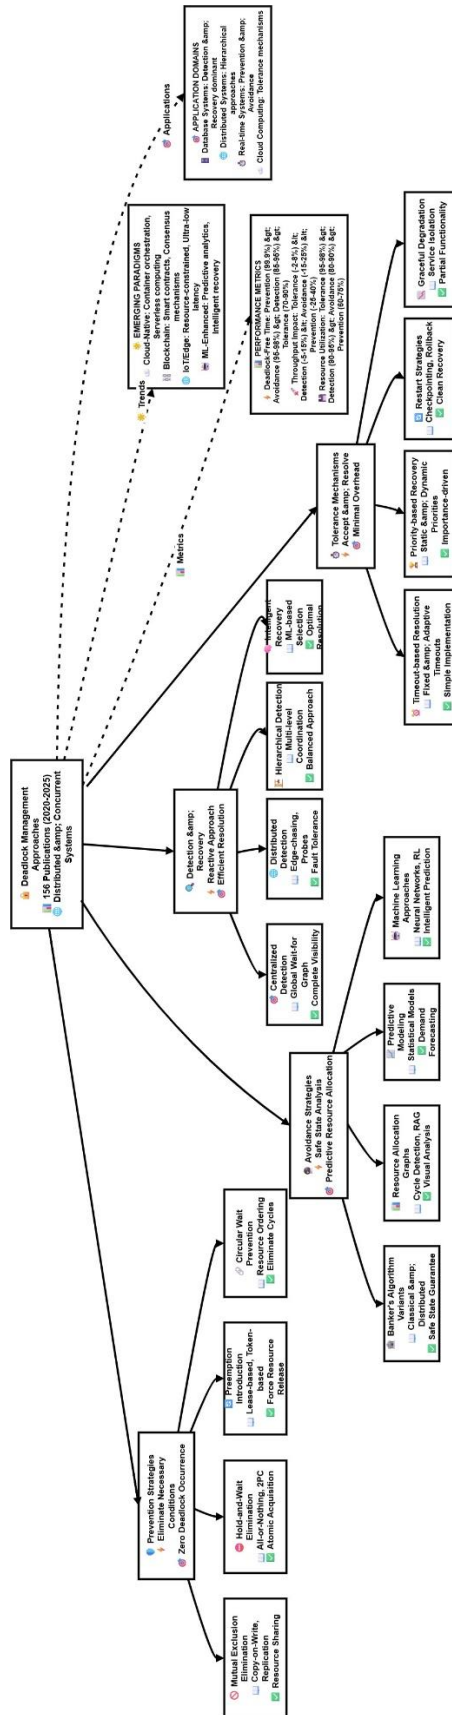 Deadlock Management
Approaches
156 Publications (2020-2025)
Distributed &amp; Concurrent
Systems
Prevention Strategies
Eliminate Necessary
Conditions
Zero Deadlock Occurrence
Mutual Exclusion
Elimination
Copy-on-Write,
Replication
Resource Sharing
Hold-and-Wait
Elimination
All-or-Nothing, 2PC
Atomic Acquisition
Preemption
Introduction
Lease-based, Token-
based
Force Resource
Release
Circular Wait
Prevention
Resource Ordering
Eliminate Cycles
Avoidance Strategies
Safe State Analysis
Predictive Resource Allocation
Banker's Algorithm
Variants
Classical &amp;
Distributed
Safe State Guarantee
Resource Allocation
Graphs
Cycle Detection, RAG
Visual Analysis
Predictive
Modeling
Statistical Models
Demand
Forecasting
Machine Learning
Approaches
Neural Networks, RL
Intelligent Prediction
Detection &amp;
Recovery
Reactive Approach
Efficient Resolution
Centralized
Detection
Global Wait-for
Graph
Complete Visibility
Distributed
Detection
Edge-chasing,
Probes
Fault Tolerance
Hierarchical Detection
Multi-level
Coordination
Balanced Approach
Intelligent
Recovery
ML-based
Selection
Optimal
Resolution
Tolerance Mechanisms
Accept &amp; Resolve
Minimal Overhead
Timeout-based Resolution
Fixed &amp; Adaptive
Timeouts
Simple Implementation
Priority-based Recovery
Static &amp; Dynamic
Priorities
Importance-driven
Restart Strategies
Checkpointing, Rollback
Clean Recovery
Graceful Degradation
Service Isolation
Partial Functionality
Metrics
PERFORMANCE METRICS
Deadlock-Free Time: Prevention (99.9%) &gt;
Avoidance (95-98%) &gt; Detection (85-95%) &gt;
Tolerance (70-90%)
Throughput Impact: Tolerance (-2-8%) &lt;
Detection (-5-15%) &lt; Avoidance (-15-25%) &lt;
Prevention (-25-40%)
Resource Utilization: Tolerance (95-98%) &gt;
Detection (90-95%) &gt; Avoidance (80-90%) &gt;
Prevention (60-75%)
Trends
EMERGING PARADIGMS
Cloud-Native: Container orchestration,
Serverless computing
Blockchain: Smart contracts, Consensus
mechanisms
IoT/Edge: Resource-constrained, Ultra-low
latency
ML-Enhanced: Predictive analytics,
Intelligent recovery
Applications
APPLICATION DOMAINS
Database Systems: Detection &amp;
Recovery dominant
Distributed Systems: Hierarchical
approaches
Real-time Systems: Prevention &amp;
Avoidance
Cloud Computing: Tolerance mechanisms